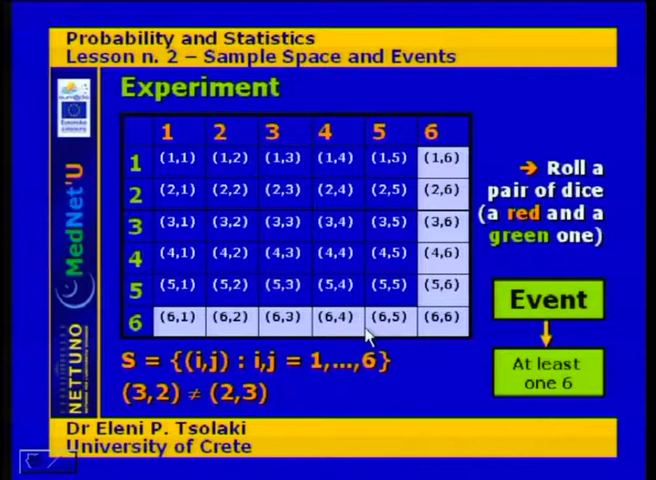 Probability and Statistics
Lesson n. 2 – Sample Space and Events
Experiment
1 2 3 4 5 6
1 (1,1) (1,2) (1,3) (1,4) (1,5) (1,6)
2 (2,1) (2,2) (2,3) (2,4) (2,5) (2,6)
3 (3,1) (3,2) (3,3) (3,4) (3,5) (3,6)
4 (4,1) (4,2) (4,3) (4,4) (4,5) (4,6)
5 (5,1) (5,2) (5,3) (5,4) (5,5) (5,6)
6 (6,1) (6,2) (6,3) (6,4) (6,5) (6,6)
S = {(i,j) : i,j = 1,...,6}
(3,2) ≠ (2,3)
→ Roll a
pair of dice
(a red and a
green one)
Event
At least
one 6
MedNet'U
NETTUNO
Dr Eleni P. Tsolaki
University of Crete